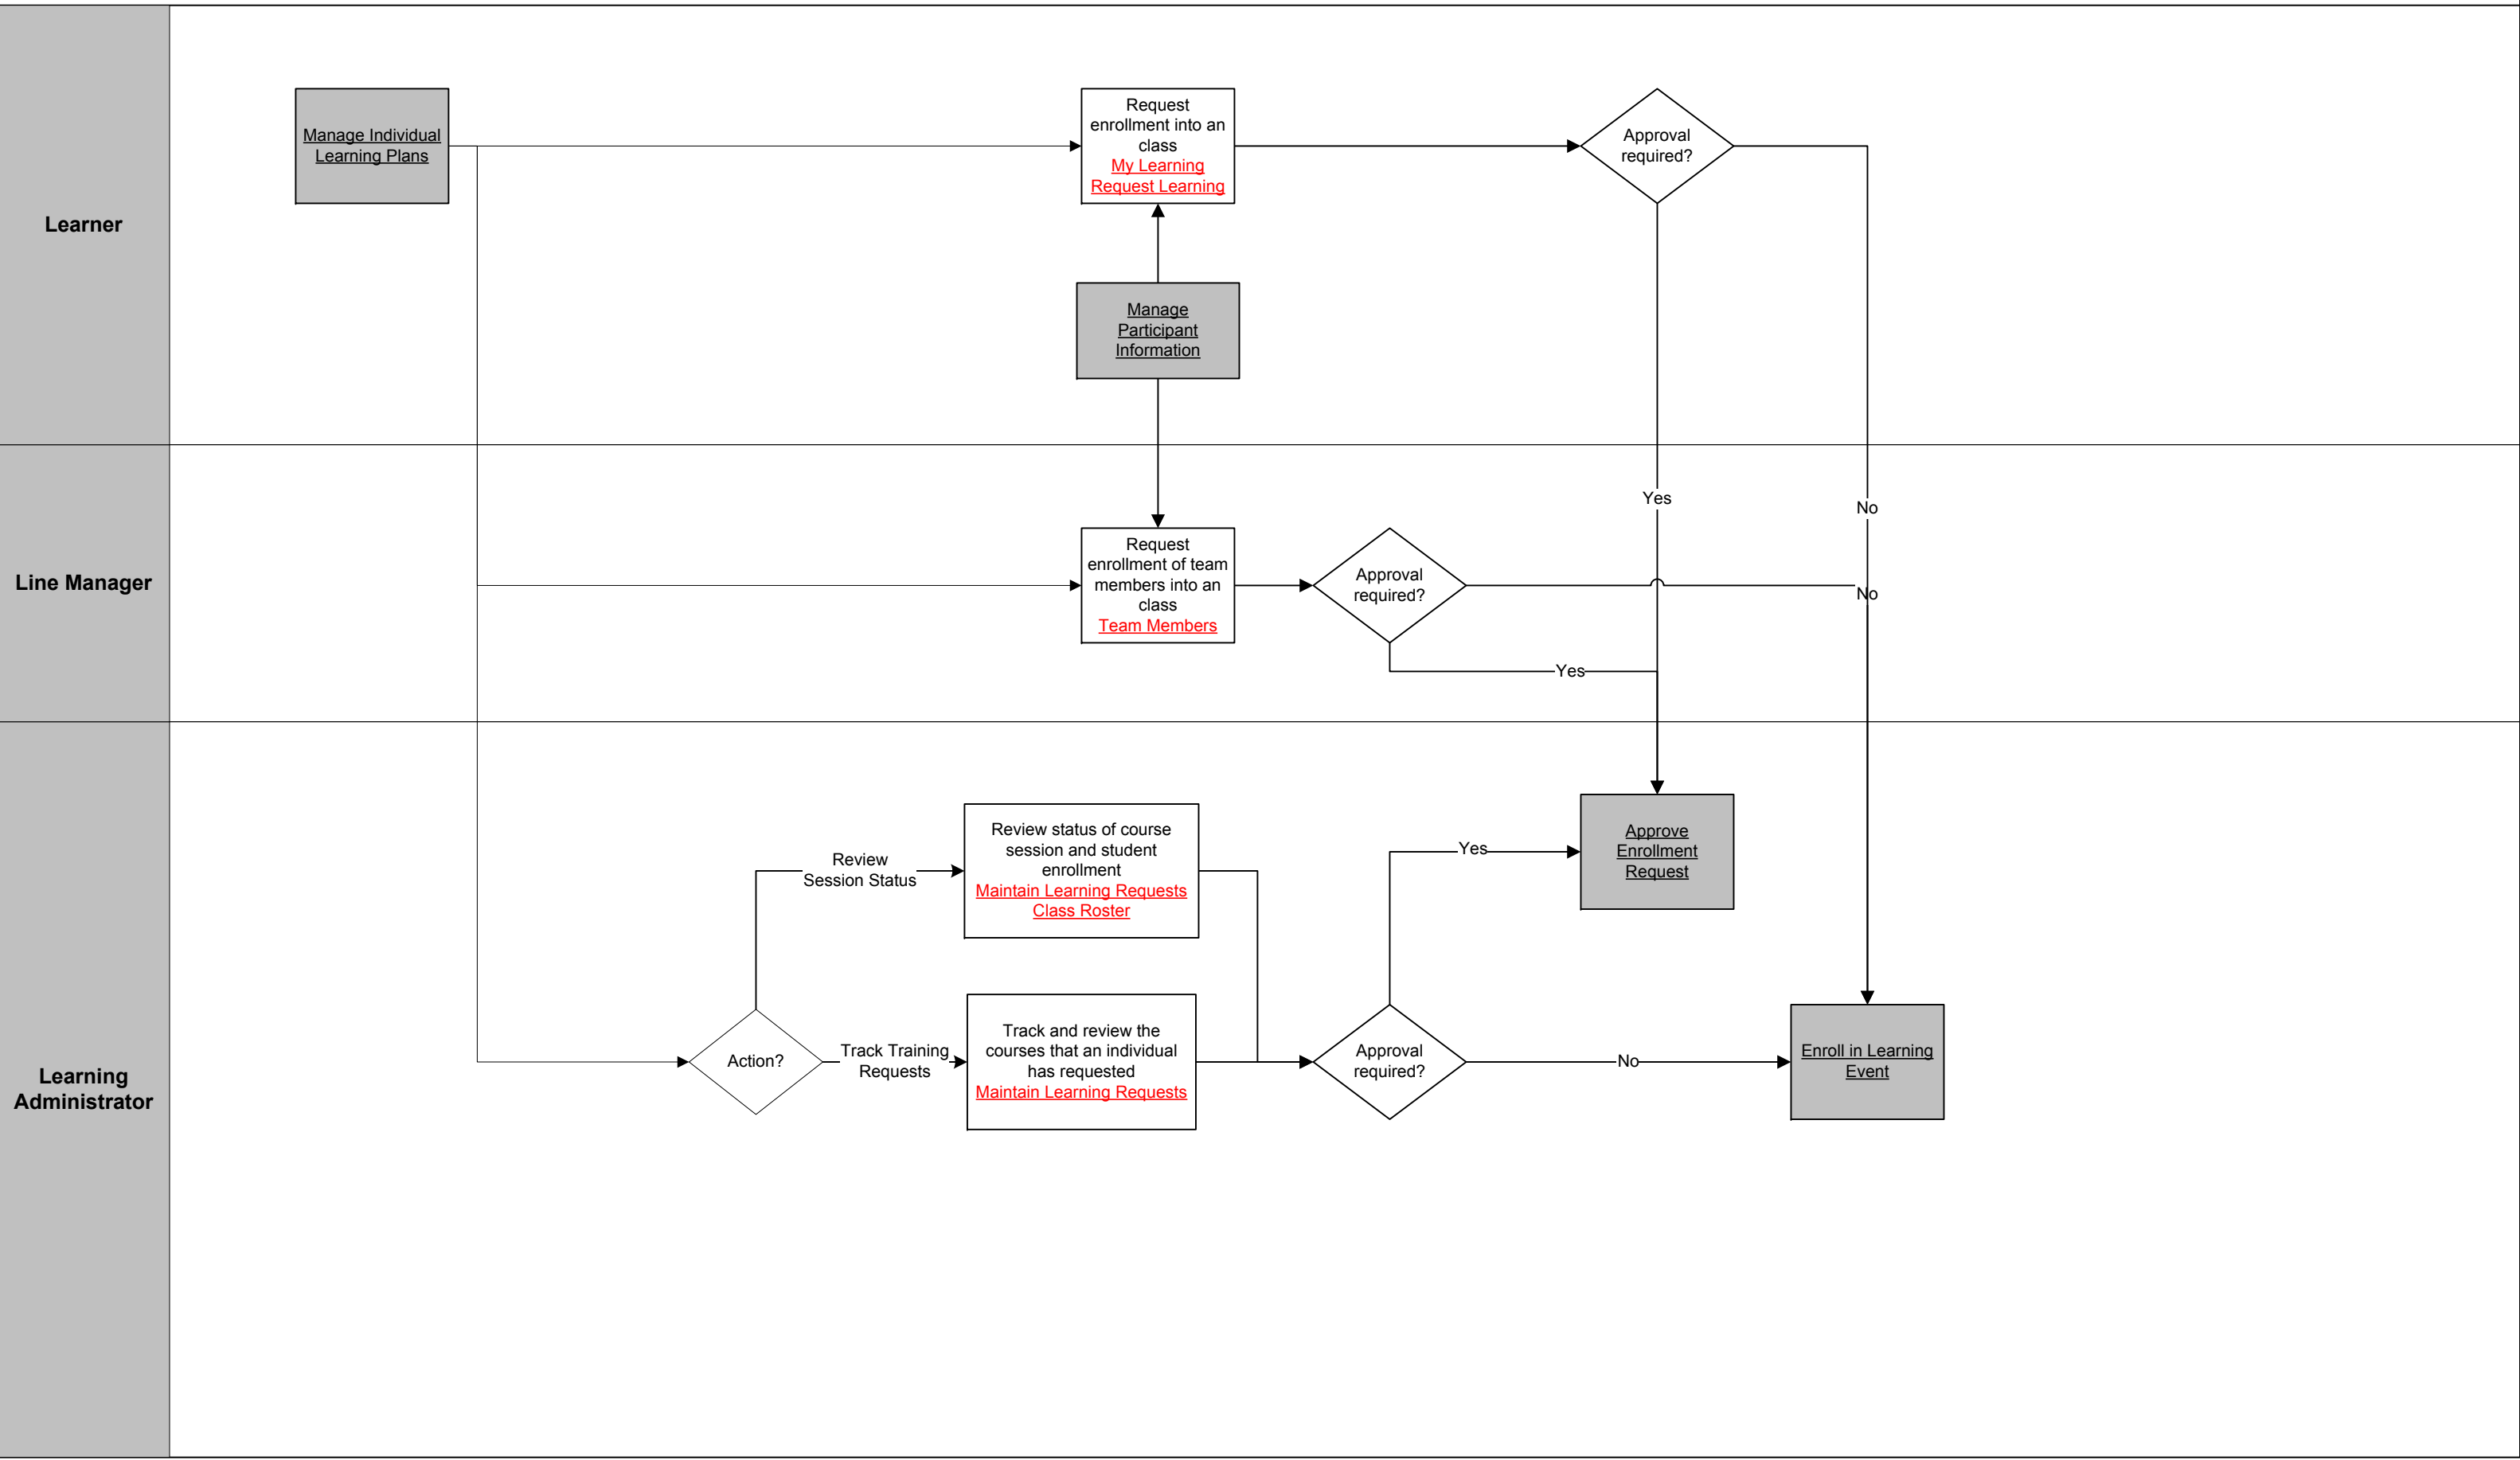 Learner
Manage Individual
Learning Plans
Request
enrollment into an
class
My Learning
Request Learning
Approval
required?
Manage
Participant
Information
Yes
No
Line Manager
Request
enrollment of team
members into an
class
Team Members
Approval
required?
No
Yes
Learning
Administrator
Action?
Review
Session Status
Review status of course
session and student
enrollment
Maintain Learning Requests
Class Roster
Track Training
Requests
Track and review the
courses that an individual
has requested
Maintain Learning Requests
Approval
required?
Yes
Approve
Enrollment
Request
No
Enroll in Learning
Event